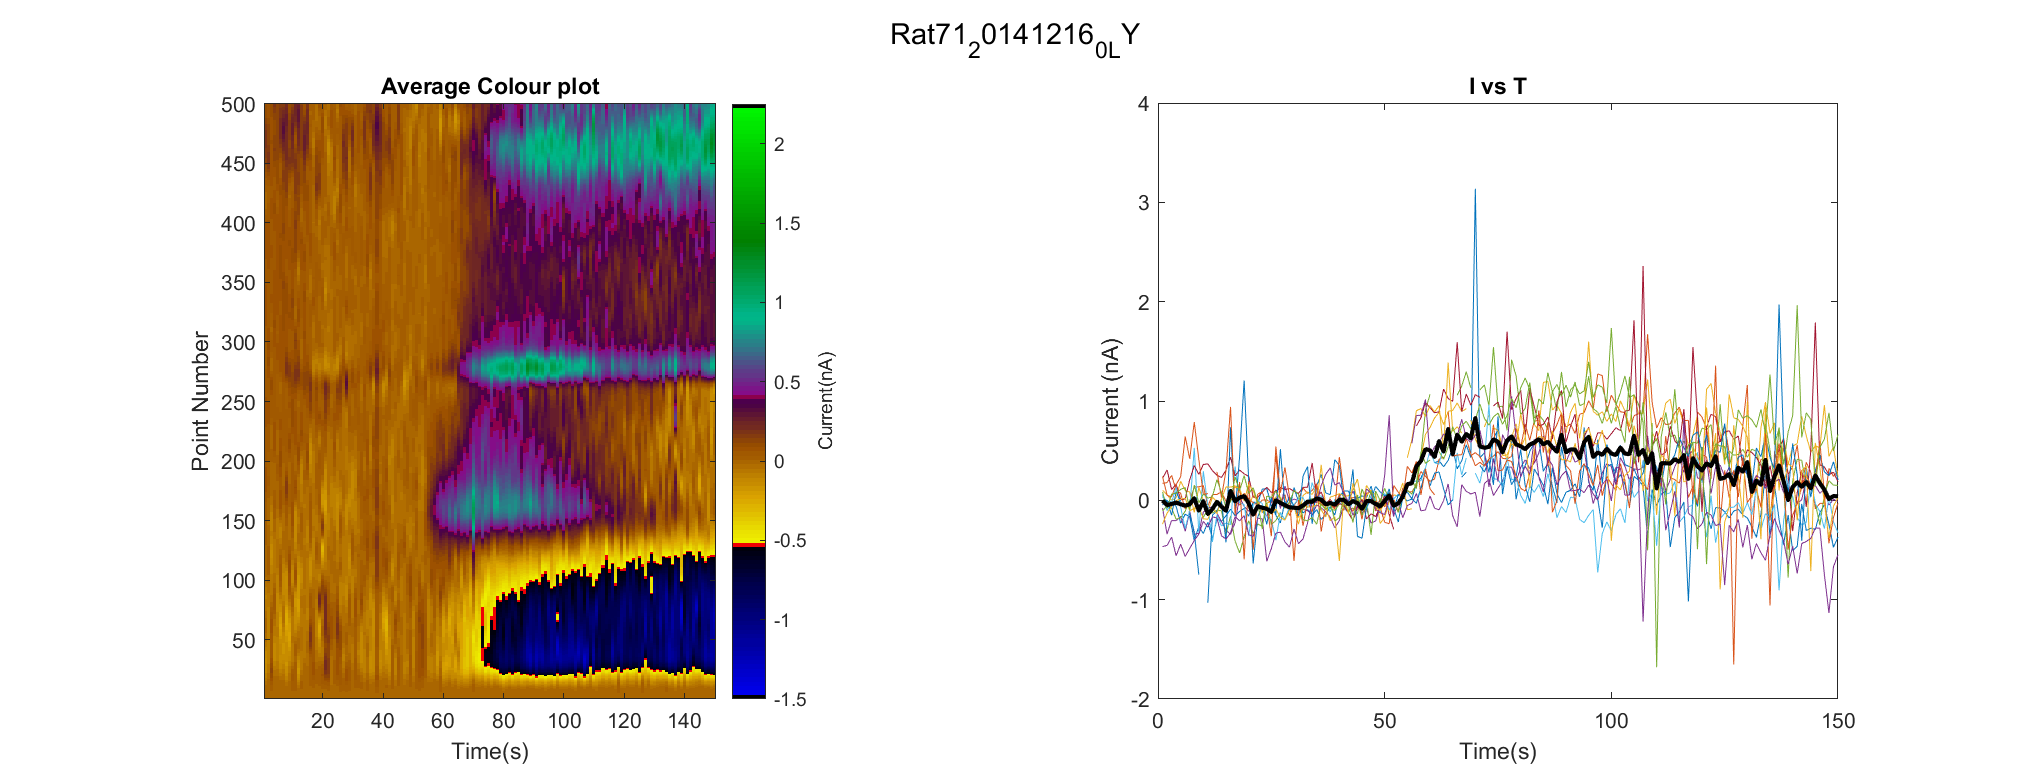 Rat71₂0141216₀LY
Average Colour plot
Point Number
500
450
400
350
300
250
200
150
100
50
20 40 60 80 100 120 140
Time(s)
2
1.5
1
0.5
0
-0.5
-1
-1.5
Current(nA)
I vs T
Current (nA)
4
3
2
1
0
-1
-2
0 50 100 150
Time(s)